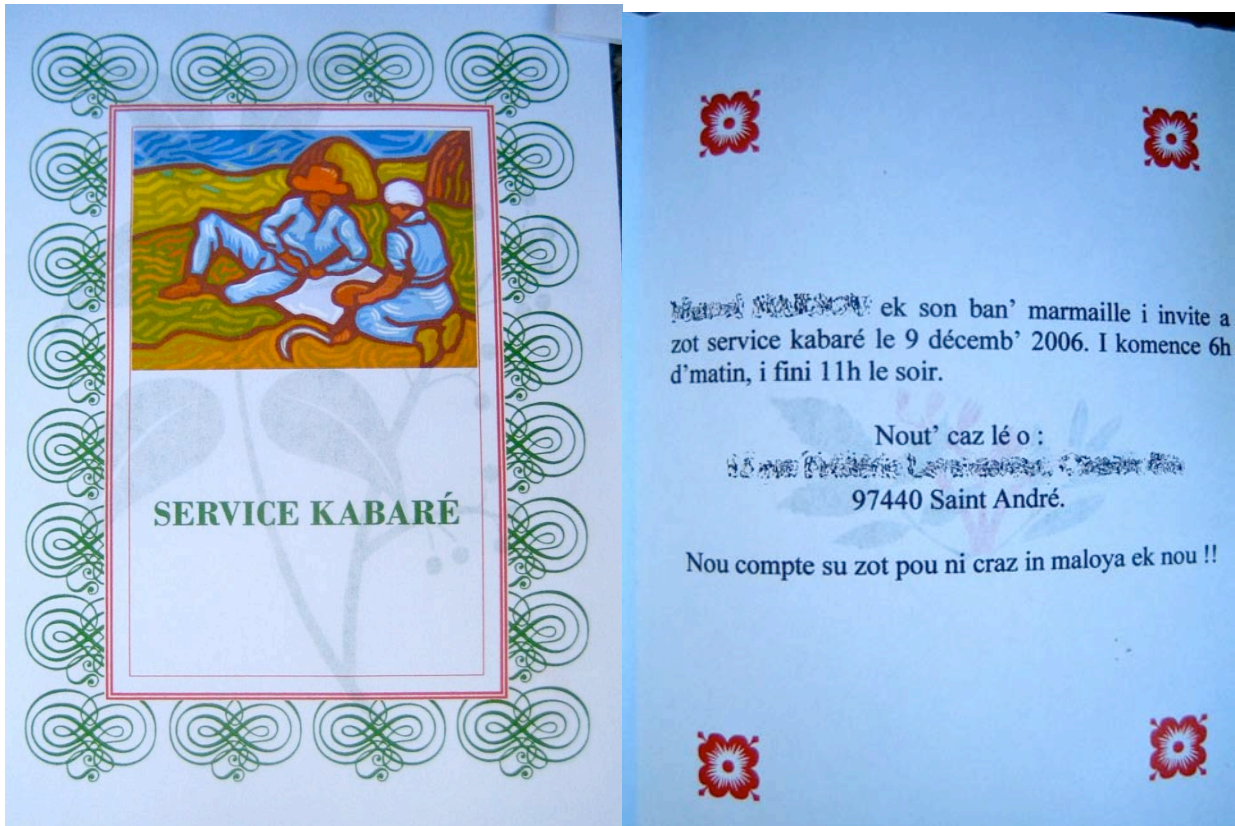 SERVICE KABARÉ
ek son ban’ marmaille i invite a
zot service kabaré le 9 décemb’ 2006. I komence 6h
d’matin, i fini 11h le soir.
Nout’ caz lé o :
97440 Saint André.
Nou compte su zot pou ni craz in maloya ek nou !!